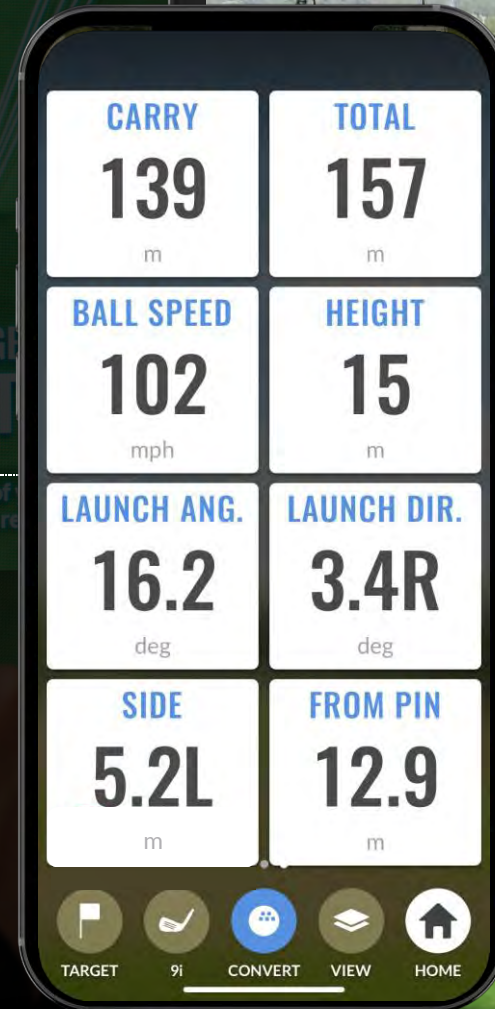 CARRY TOTAL
139 157
m m
BALL SPEED HEIGHT
102 15
mph m
LAUNCH ANG. LAUNCH DIR.
16.2 3.4R
deg deg
SIDE FROM PIN
5.2L 12.9
m m
TARGET 9i CONVERT VIEW HOME